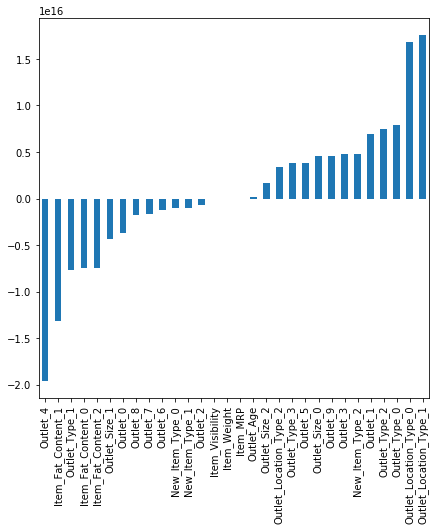 1e16
1.5
1.0
0.5
0.0
−0.5
−1.0
−1.5
−2.0
Outlet_4
Item_Fat_Content_1
Outlet_Type_1
Item_Fat_Content_0
Item_Fat_Content_2
Outlet_Size_1
Outlet_0
Outlet_8
Outlet_7
Outlet_6
New_Item_Type_0
New_Item_Type_1
Outlet_2
Item_Visibility
Item_Weight
Item_MRP
Outlet_Age
Outlet_Size_2
Outlet_Location_Type_2
Outlet_Type_3
Outlet_5
Outlet_Size_0
Outlet_9
Outlet_3
New_Item_Type_2
Outlet_1
Outlet_Type_2
Outlet_Type_0
Outlet_Location_Type_0
Outlet_Location_Type_1